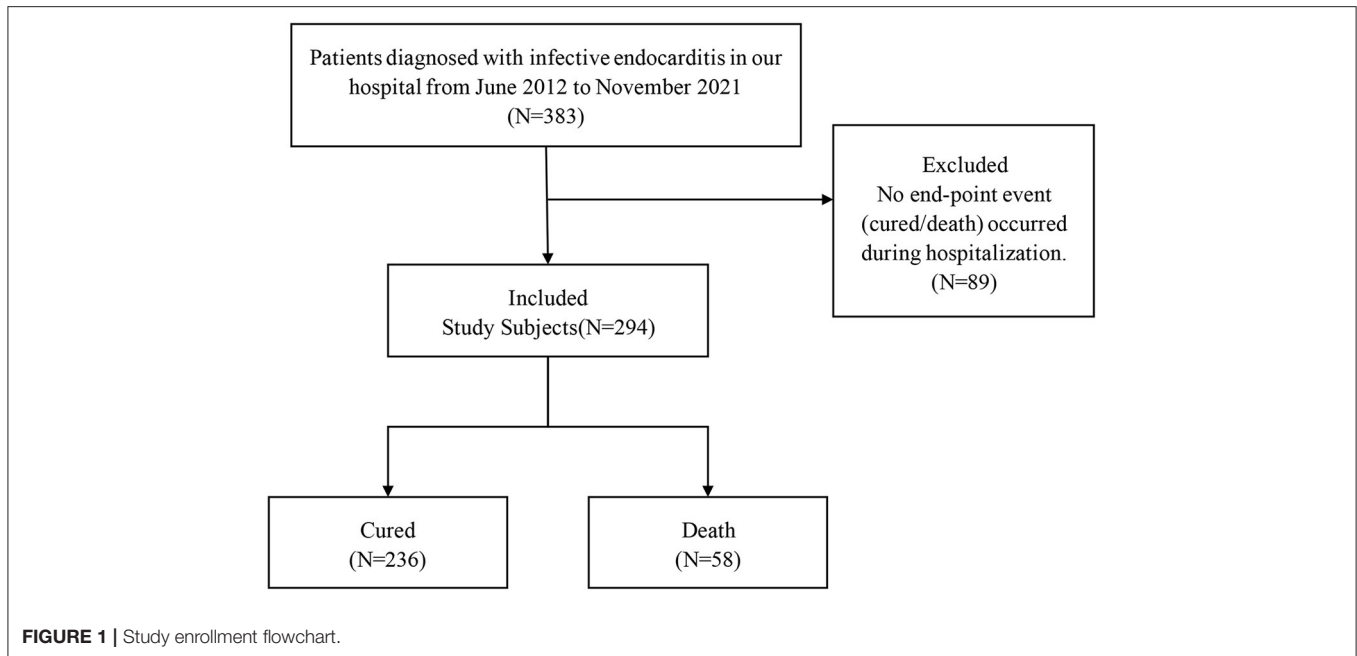 Patients diagnosed with infective endocarditis in our
hospital from June 2012 to November 2021
(N=383)
Excluded
No end-point event
(cured/death) occurred
during hospitalization.
(N=89)
Included
Study Subjects(N=294)
Cured
(N=236)
Death
(N=58)
FIGURE 1 | Study enrollment flowchart.